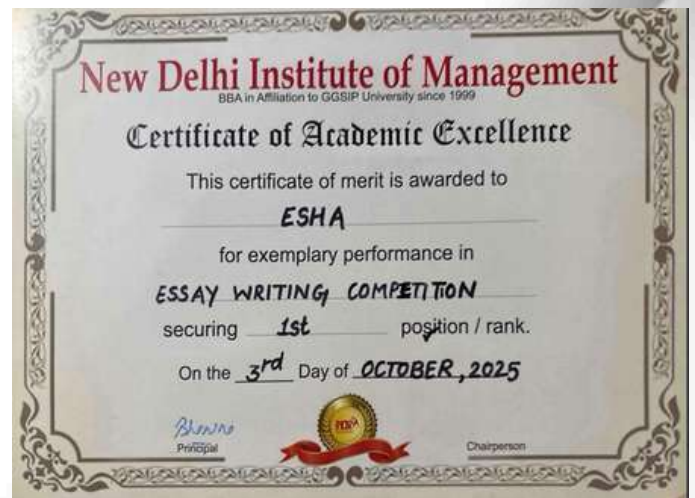 New Delhi Institute of Management
BBA in Affiliation to GGSIP University since 1999
Certificate of Academic Excellence
This certificate of merit is awarded to
ESHA
for exemplary performance in
ESSAY WRITING COMPETITION
securing 1st position / rank.
On the 3rd Day of OCTOBER, 2025
Principal
Chairperson